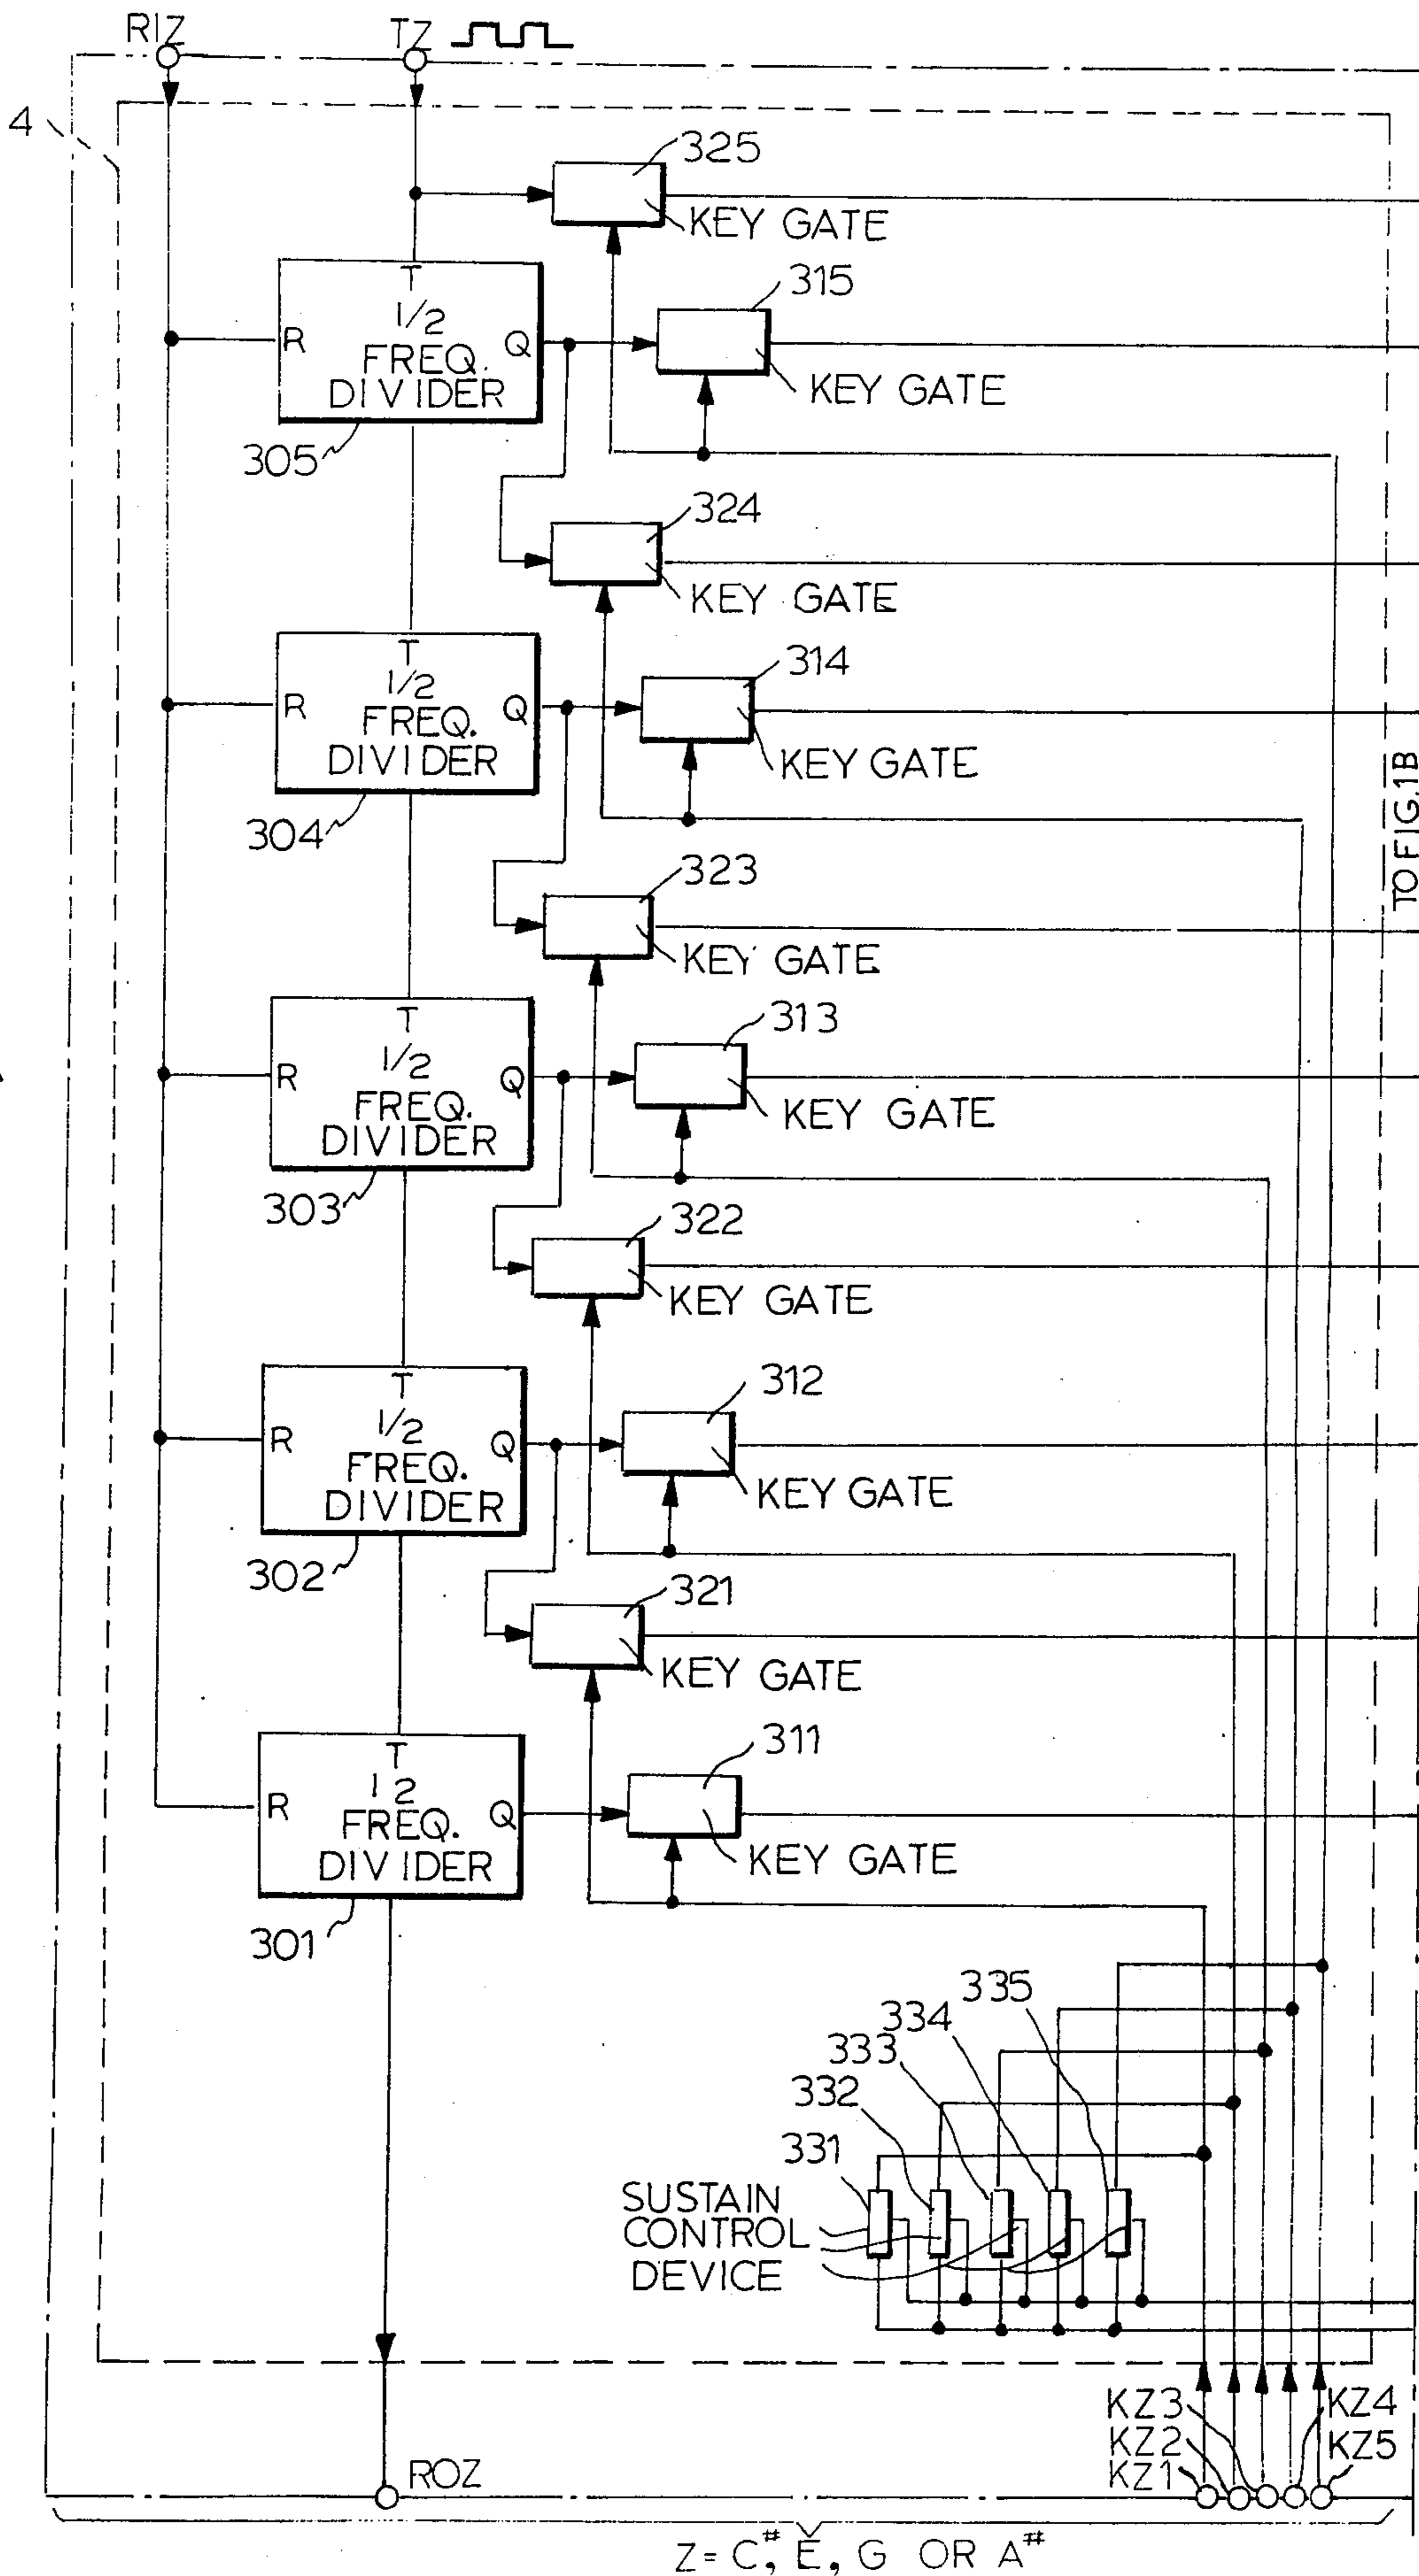 RIZ
TZ
4
325
KEY GATE
315
T
1/2
R
Q
FREQ.
DIVIDER
KEY GATE
305
324
KEY GATE
314
T
1/2
R
Q
FREQ.
DIVIDER
KEY GATE
304
TO FIG.1B
323
KEY GATE
313
T
1/2
R
Q
FREQ.
DIVIDER
KEY GATE
303
322
KEY GATE
312
T
1/2
R
Q
FREQ.
DIVIDER
KEY GATE
302
321
KEY GATE
311
T
1 2
R
Q
FREQ.
DIVIDER
KEY GATE
301
335
334
333
332
331
SUSTAIN
CONTROL
DEVICE
KZ3
KZ4
KZ2
KZ5
KZ1
ROZ
Z = C#, E, G OR A#